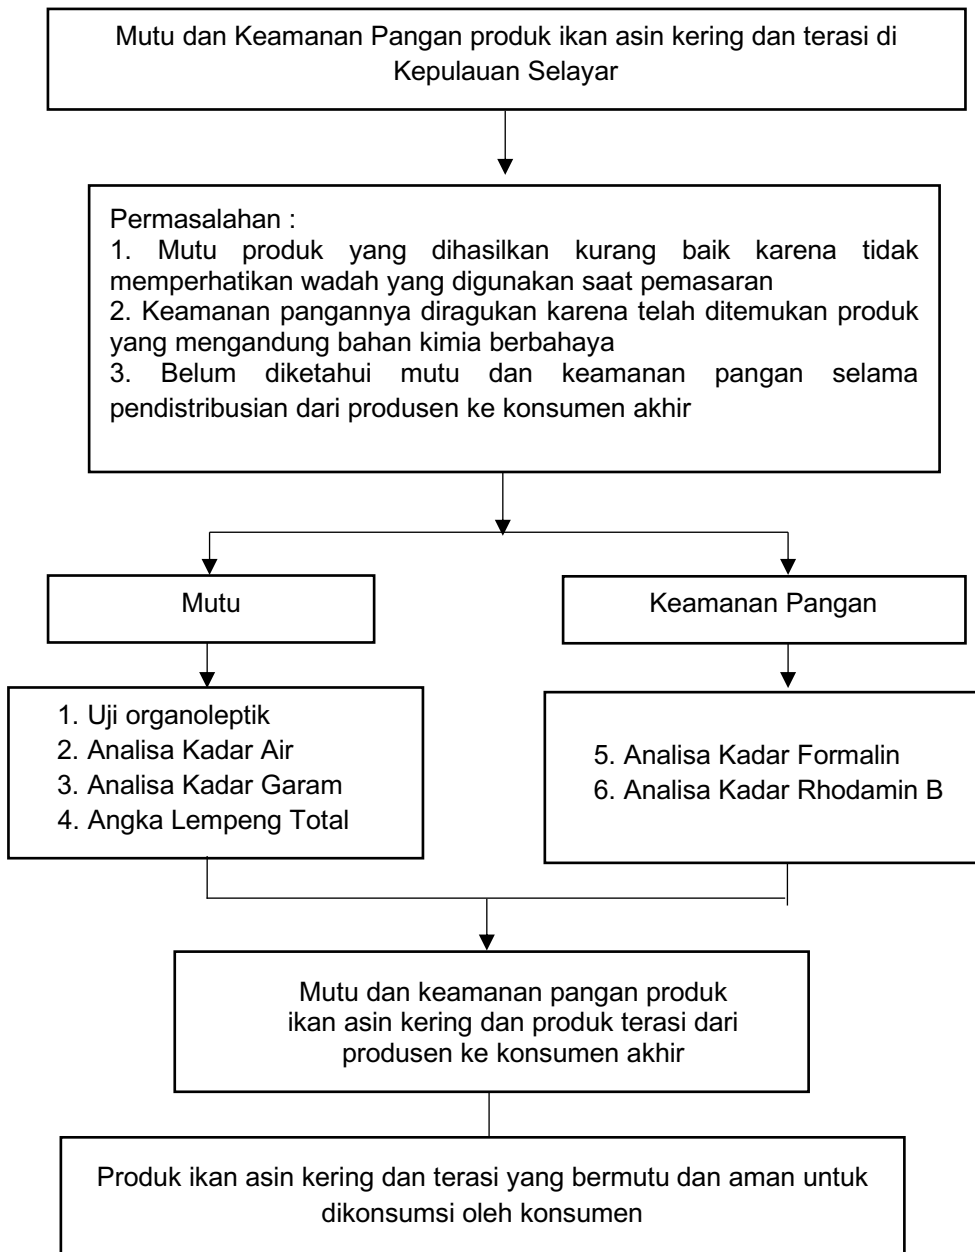 Mutu dan Keamanan Pangan produk ikan asin kering dan terasi di
Kepulauan Selayar
Permasalahan :
1. Mutu produk yang dihasilkan kurang baik karena tidak
memperhatikan wadah yang digunakan saat pemasaran
2. Keamanan pangannya diragukan karena telah ditemukan produk
yang mengandung bahan kimia berbahaya
3. Belum diketahui mutu dan keamanan pangan selama
pendistribusian dari produsen ke konsumen akhir
Mutu
Keamanan Pangan
1. Uji organoleptik
2. Analisa Kadar Air
3. Analisa Kadar Garam
4. Angka Lempeng Total
5. Analisa Kadar Formalin
6. Analisa Kadar Rhodamin B
Mutu dan keamanan pangan produk
ikan asin kering dan produk terasi dari
produsen ke konsumen akhir
Produk ikan asin kering dan terasi yang bermutu dan aman untuk
dikonsumsi oleh konsumen